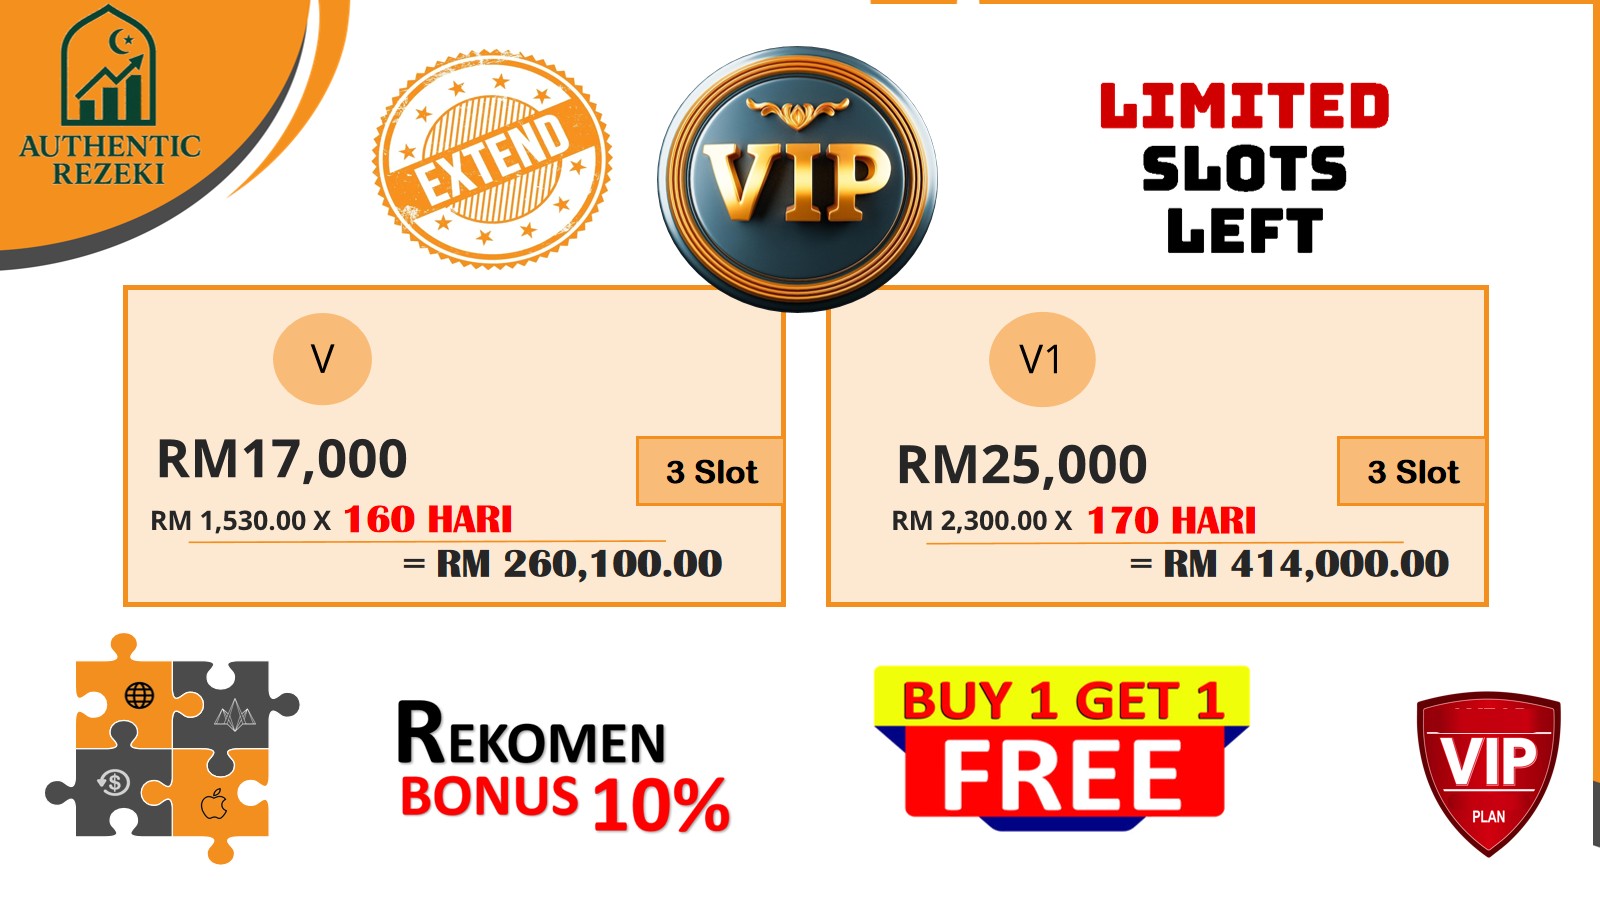 AUTHENTIC
REZEKI
EXTEND
VIP
LIMITED
SLOTS
LEFT
V
RM17,000
3 Slot
RM 1,530.00 X 160 HARI
= RM 260,100.00
V1
RM25,000
3 Slot
RM 2,300.00 X 170 HARI
= RM 414,000.00
$
REKOMEN
BONUS 10%
BUY 1 GET 1
FREE
VIP
PLAN